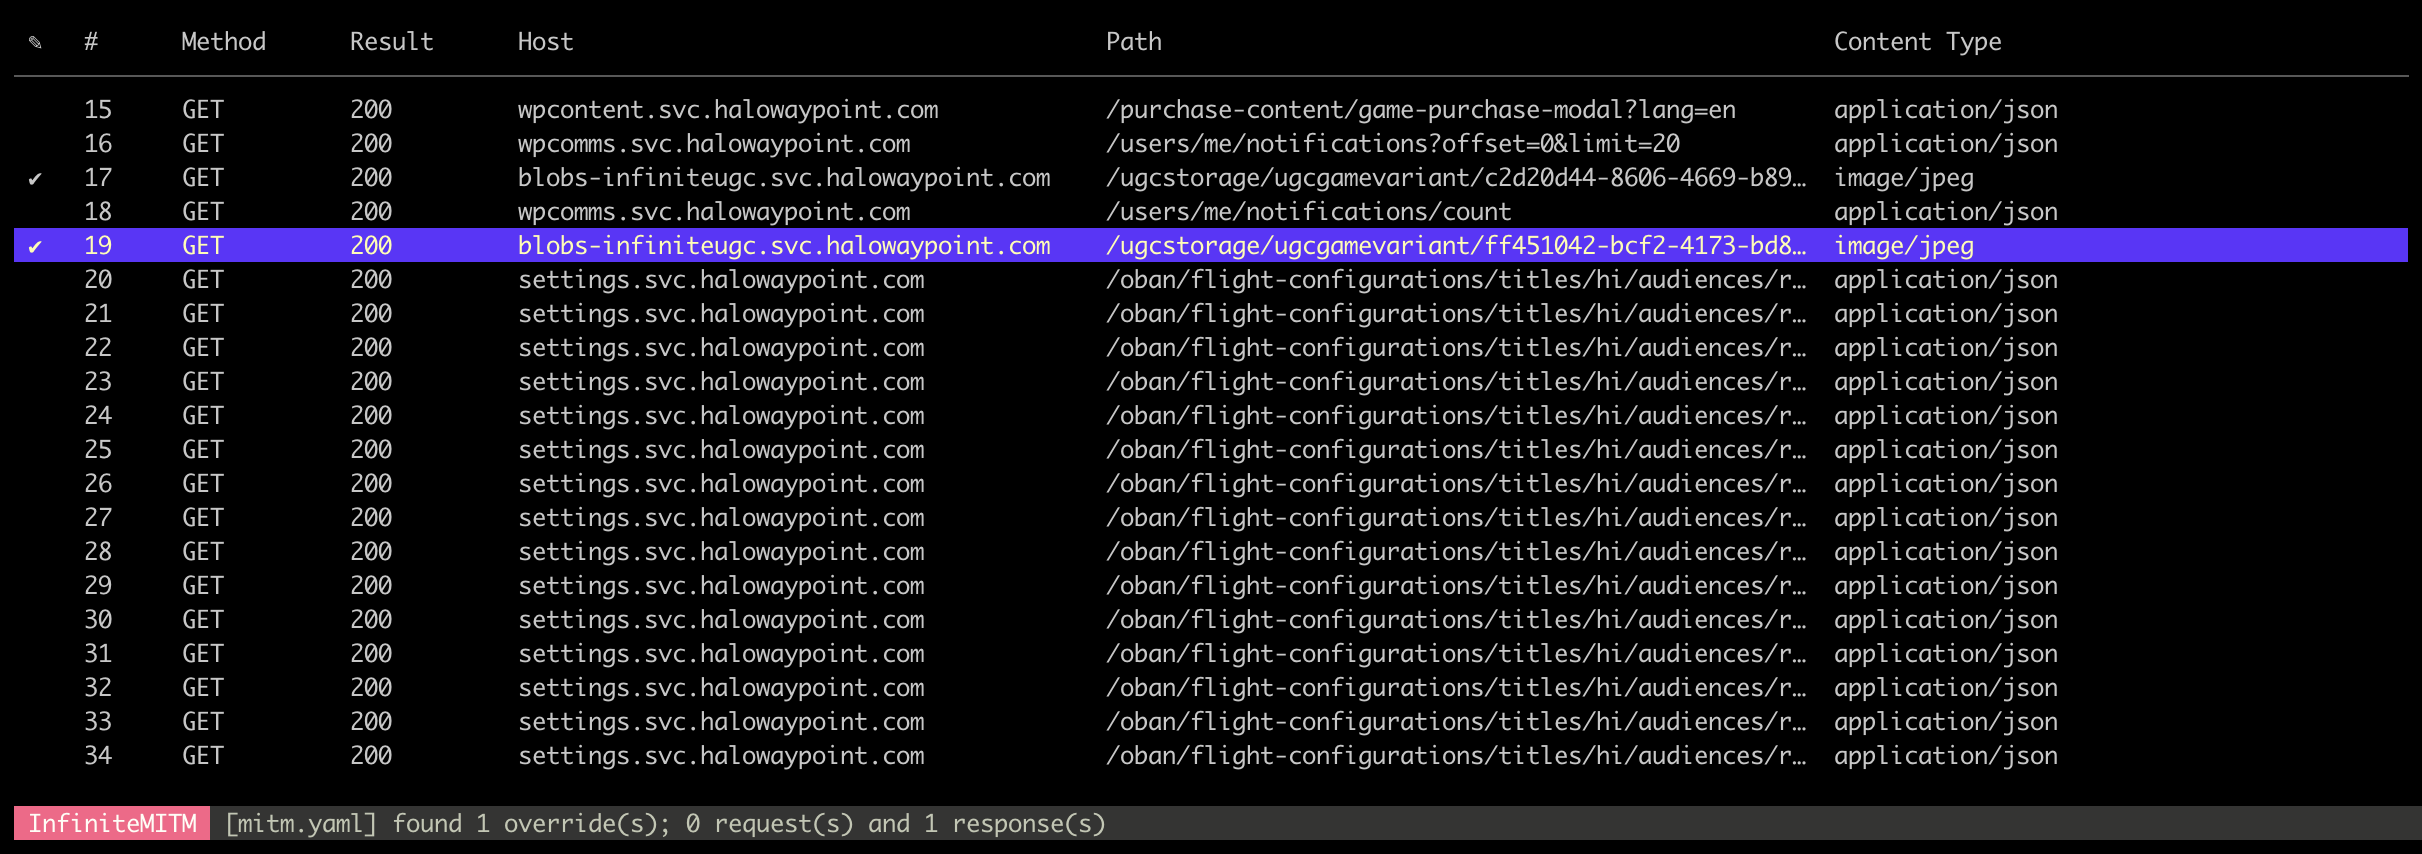 ✎ # Method Result Host Path Content Type
15 GET 200 wpcontent.svc.halowaypoint.com /purchase-content/game-purchase-modal?lang=en application/json
16 GET 200 wpcomms.svc.halowaypoint.com /users/me/notifications?offset=0&limit=20 application/json
✔ 17 GET 200 blobs-infiniteugc.svc.halowaypoint.com /ugcstorage/ugcgamevariant/c2d20d44-8606-4669-b89… image/jpeg
18 GET 200 wpcomms.svc.halowaypoint.com /users/me/notifications/count application/json
✔ 19 GET 200 blobs-infiniteugc.svc.halowaypoint.com /ugcstorage/ugcgamevariant/ff451042-bcf2-4173-bd8… image/jpeg
20 GET 200 settings.svc.halowaypoint.com /oban/flight-configurations/titles/hi/audiences/r… application/json
21 GET 200 settings.svc.halowaypoint.com /oban/flight-configurations/titles/hi/audiences/r… application/json
22 GET 200 settings.svc.halowaypoint.com /oban/flight-configurations/titles/hi/audiences/r… application/json
23 GET 200 settings.svc.halowaypoint.com /oban/flight-configurations/titles/hi/audiences/r… application/json
24 GET 200 settings.svc.halowaypoint.com /oban/flight-configurations/titles/hi/audiences/r… application/json
25 GET 200 settings.svc.halowaypoint.com /oban/flight-configurations/titles/hi/audiences/r… application/json
26 GET 200 settings.svc.halowaypoint.com /oban/flight-configurations/titles/hi/audiences/r… application/json
27 GET 200 settings.svc.halowaypoint.com /oban/flight-configurations/titles/hi/audiences/r… application/json
28 GET 200 settings.svc.halowaypoint.com /oban/flight-configurations/titles/hi/audiences/r… application/json
29 GET 200 settings.svc.halowaypoint.com /oban/flight-configurations/titles/hi/audiences/r… application/json
30 GET 200 settings.svc.halowaypoint.com /oban/flight-configurations/titles/hi/audiences/r… application/json
31 GET 200 settings.svc.halowaypoint.com /oban/flight-configurations/titles/hi/audiences/r… application/json
32 GET 200 settings.svc.halowaypoint.com /oban/flight-configurations/titles/hi/audiences/r… application/json
33 GET 200 settings.svc.halowaypoint.com /oban/flight-configurations/titles/hi/audiences/r… application/json
34 GET 200 settings.svc.halowaypoint.com /oban/flight-configurations/titles/hi/audiences/r… application/json
InfiniteMITM [mitm.yaml] found 1 override(s); 0 request(s) and 1 response(s)